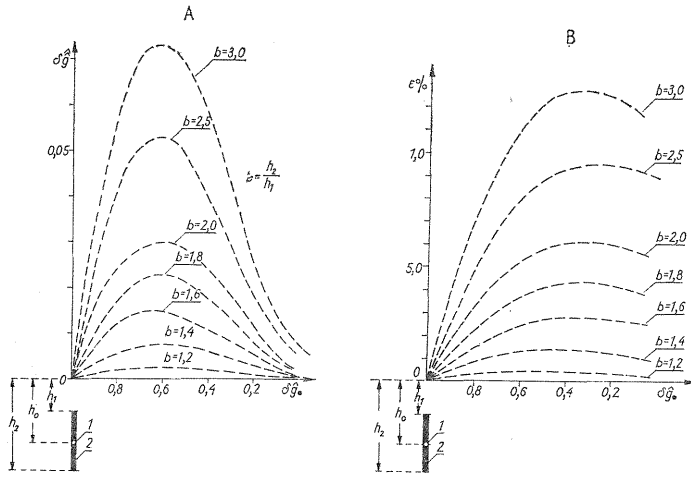 A
δĝ
b=3,0
b=2,5
0,05
b = h₂/h₁
b=2,0
b=1,8
b=1,6
b=1,4
b=1,2
0
0,8 0,6 0,4 0,2 δg₀
h₁
h₀
h₂
1
2
B
ε%
b=3,0
1,0
b=2,5
b=2,0
5,0
b=1,8
b=1,6
b=1,4
b=1,2
0
0,8 0,6 0,4 0,2 δg₀
h₁
h₀
h₂
1
2